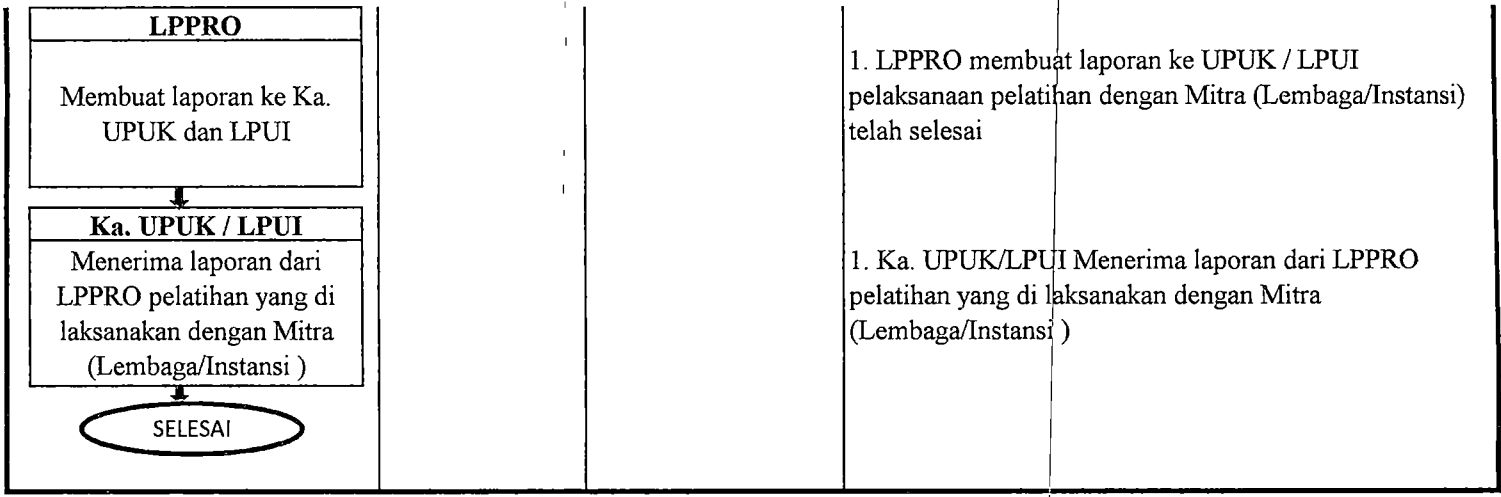 LPPRO
Membuat laporan ke Ka.
UPUK dan LPUI
1. LPPRO membuat laporan ke UPUK / LPUI
pelaksanaan pelatihan dengan Mitra (Lembaga/Instansi)
telah selesai
Ka. UPUK / LPUI
Menerima laporan dari
LPPRO pelatihan yang di
laksanakan dengan Mitra
(Lembaga/Instansi )
1. Ka. UPUK/LPUI Menerima laporan dari LPPRO
pelatihan yang di laksanakan dengan Mitra
(Lembaga/Instansi )
SELESAI